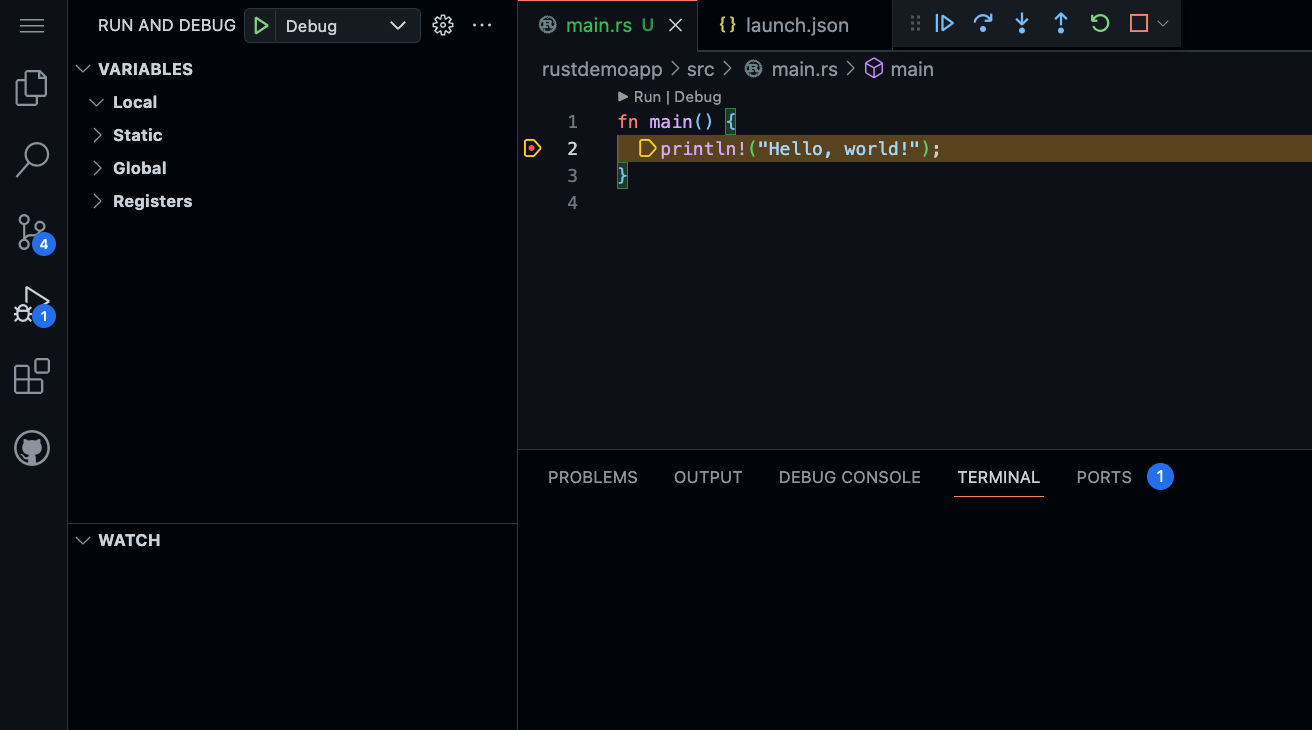 RUN AND DEBUG Debug
VARIABLES
Local
Static
Global
Registers
WATCH
4
1
main.rs U launch.json
rustdemoapp src main.rs main
Run | Debug
1 fn main() {
2 println!("Hello, world!");
3 }
4
PROBLEMS OUTPUT DEBUG CONSOLE TERMINAL PORTS 1